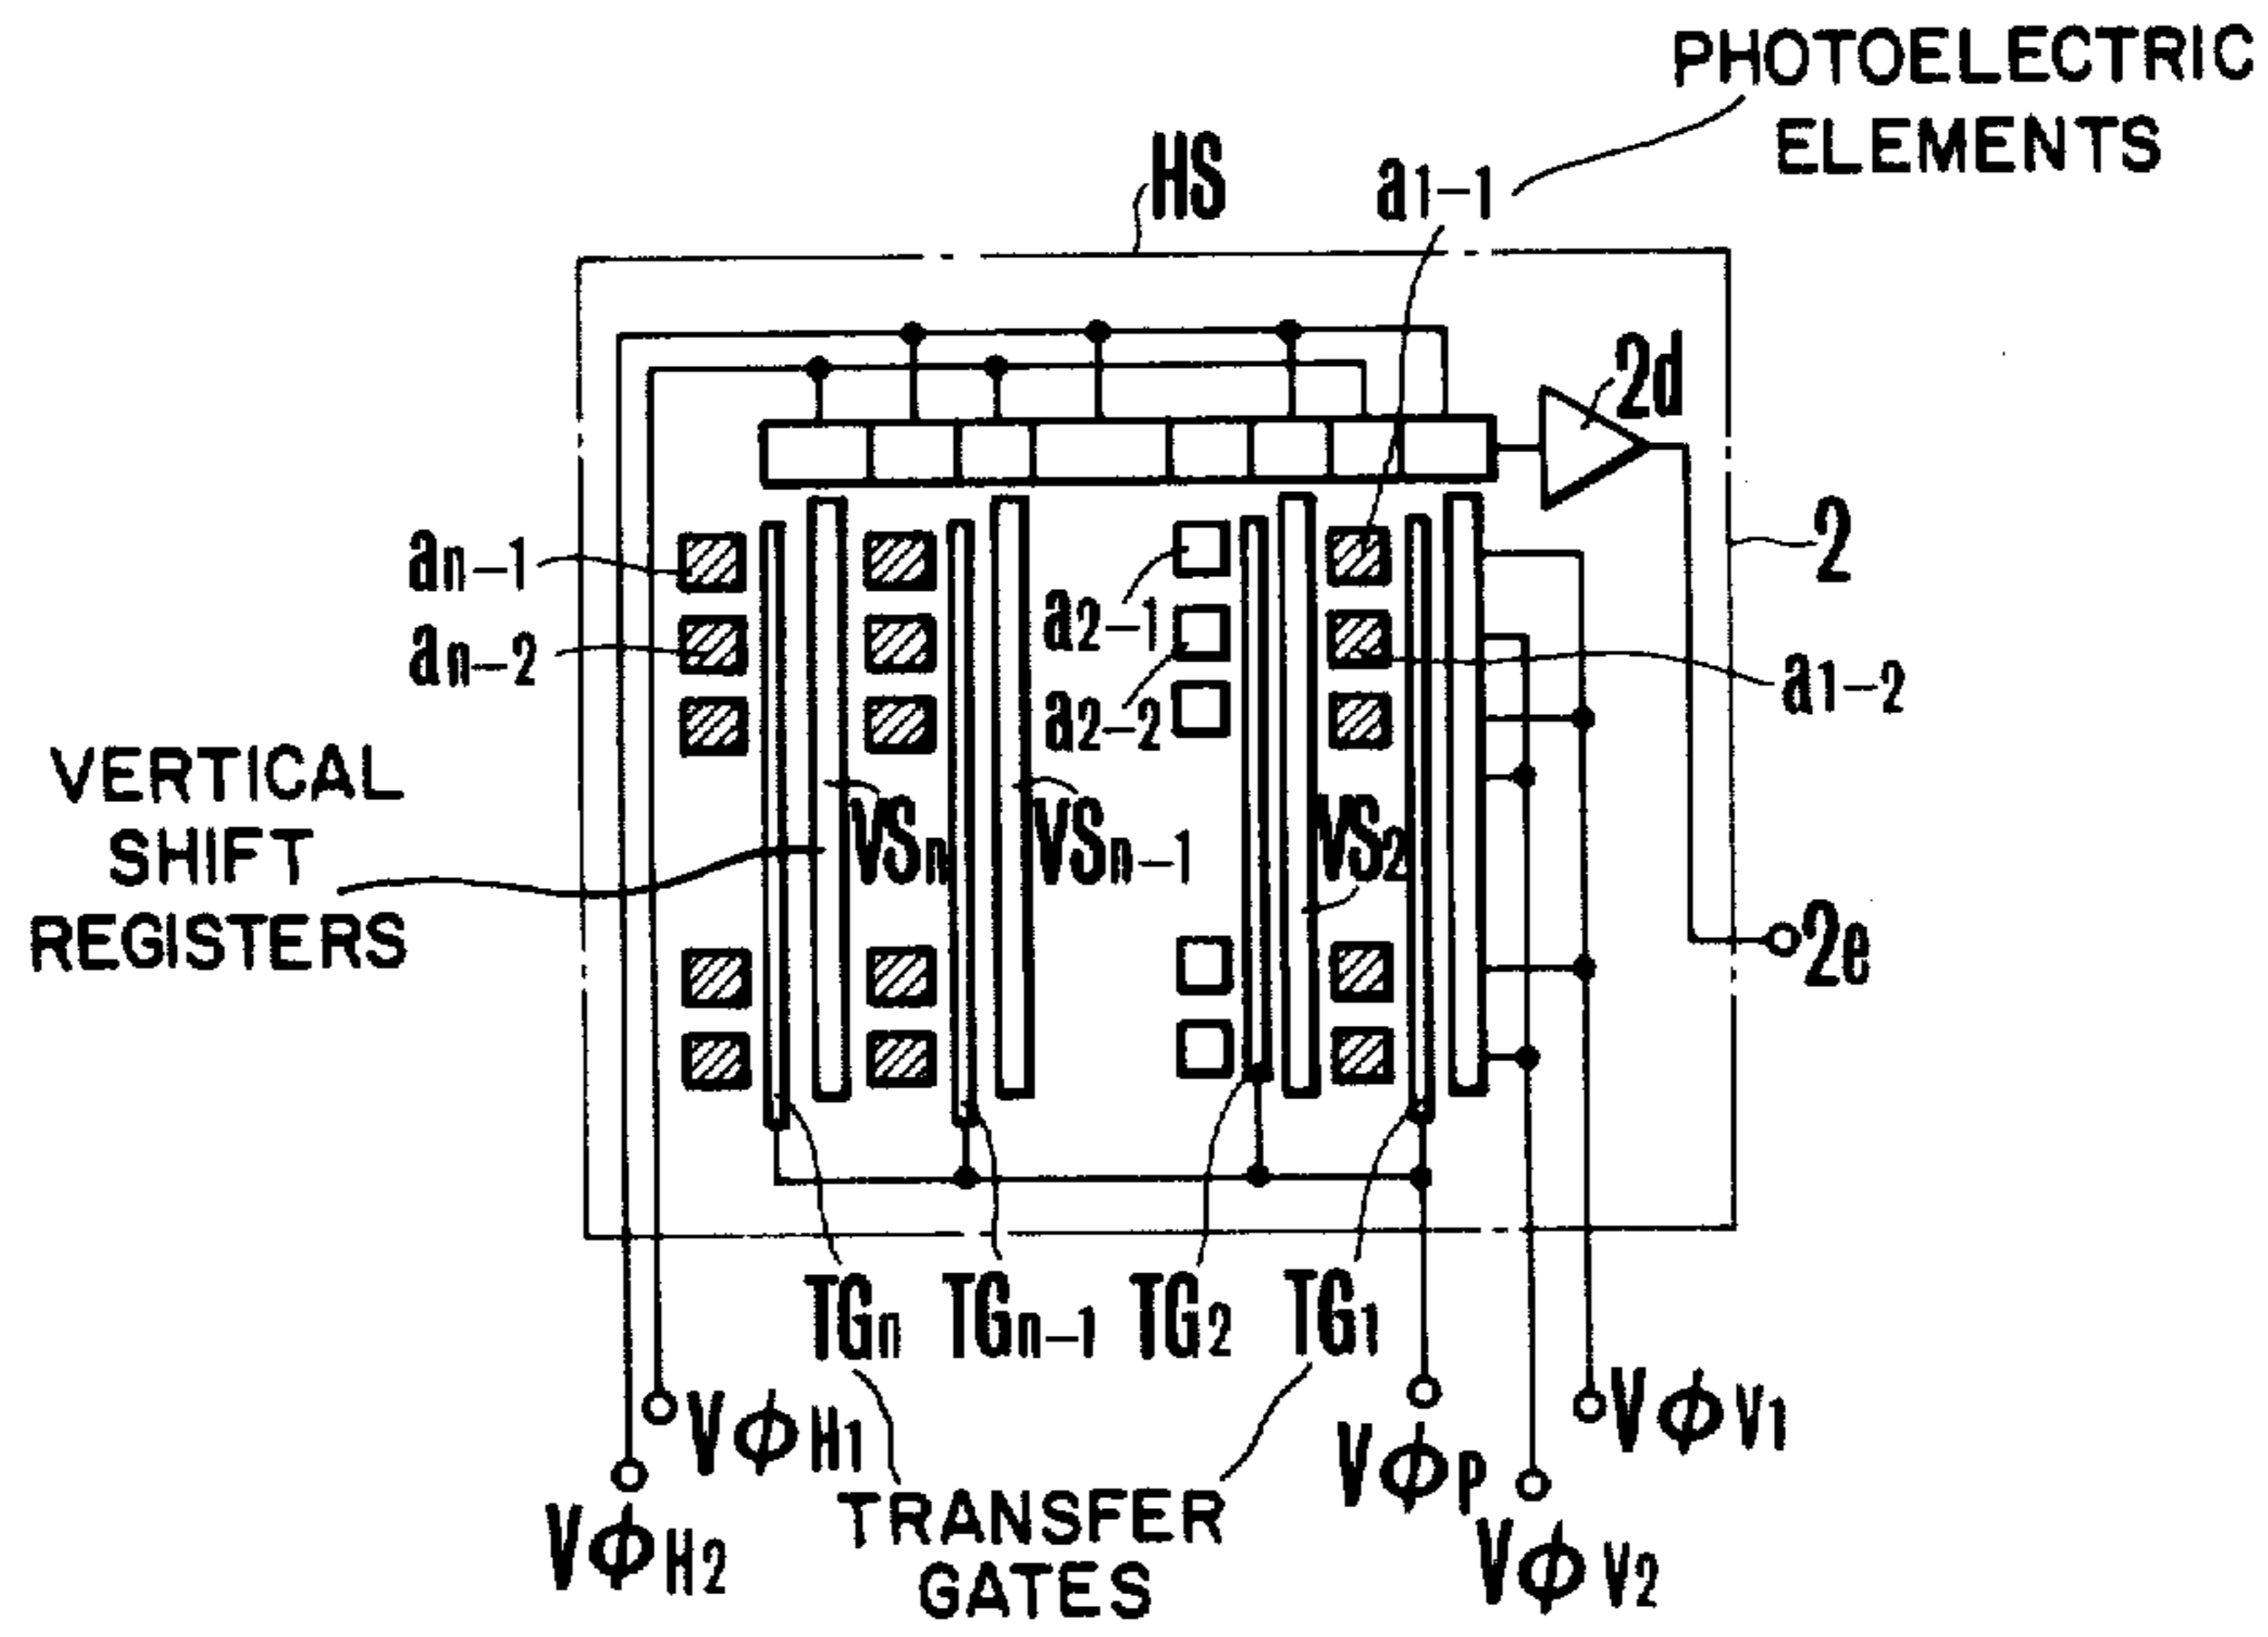 PHOTOELECTRIC
ELEMENTS
HS
a1-1
2d
an-1
2
a2-1
an-2
a1-2
a2-2
VERTICAL
SHIFT
REGISTERS
VSn
VSn-1
VS2
2e
TGn
TGn-1
TG2
TG1
VφH1
VφV1
VφP
VφH2
VφV2
TRANSFER
GATES